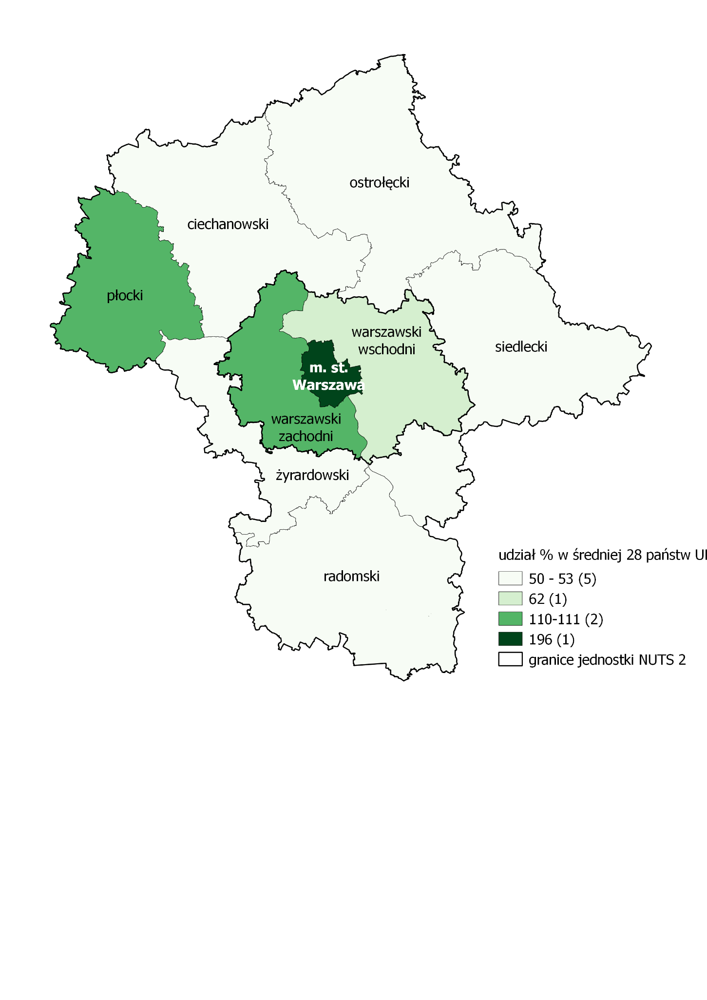 ostrołęcki
ciechanowski
płocki
warszawski
wschodni
siedlecki
m. st.
Warszawa
warszawski
zachodni
żyrardowski
radomski
udział % w średniej 28 państw
50 - 53 (5)
62 (1)
110-111 (2)
196 (1)
granice jednostki NUTS 2